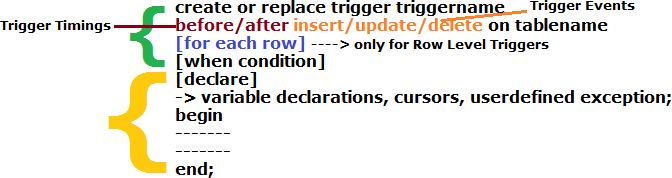 create or replace trigger triggername
Trigger Events
Trigger Timings
before/after insert/update/delete on tablename
[for each row] ----> only for Row Level Triggers
[when condition]
[declare]
-> variable declarations, cursors, userdefined exception;
begin
-------
-------
end;